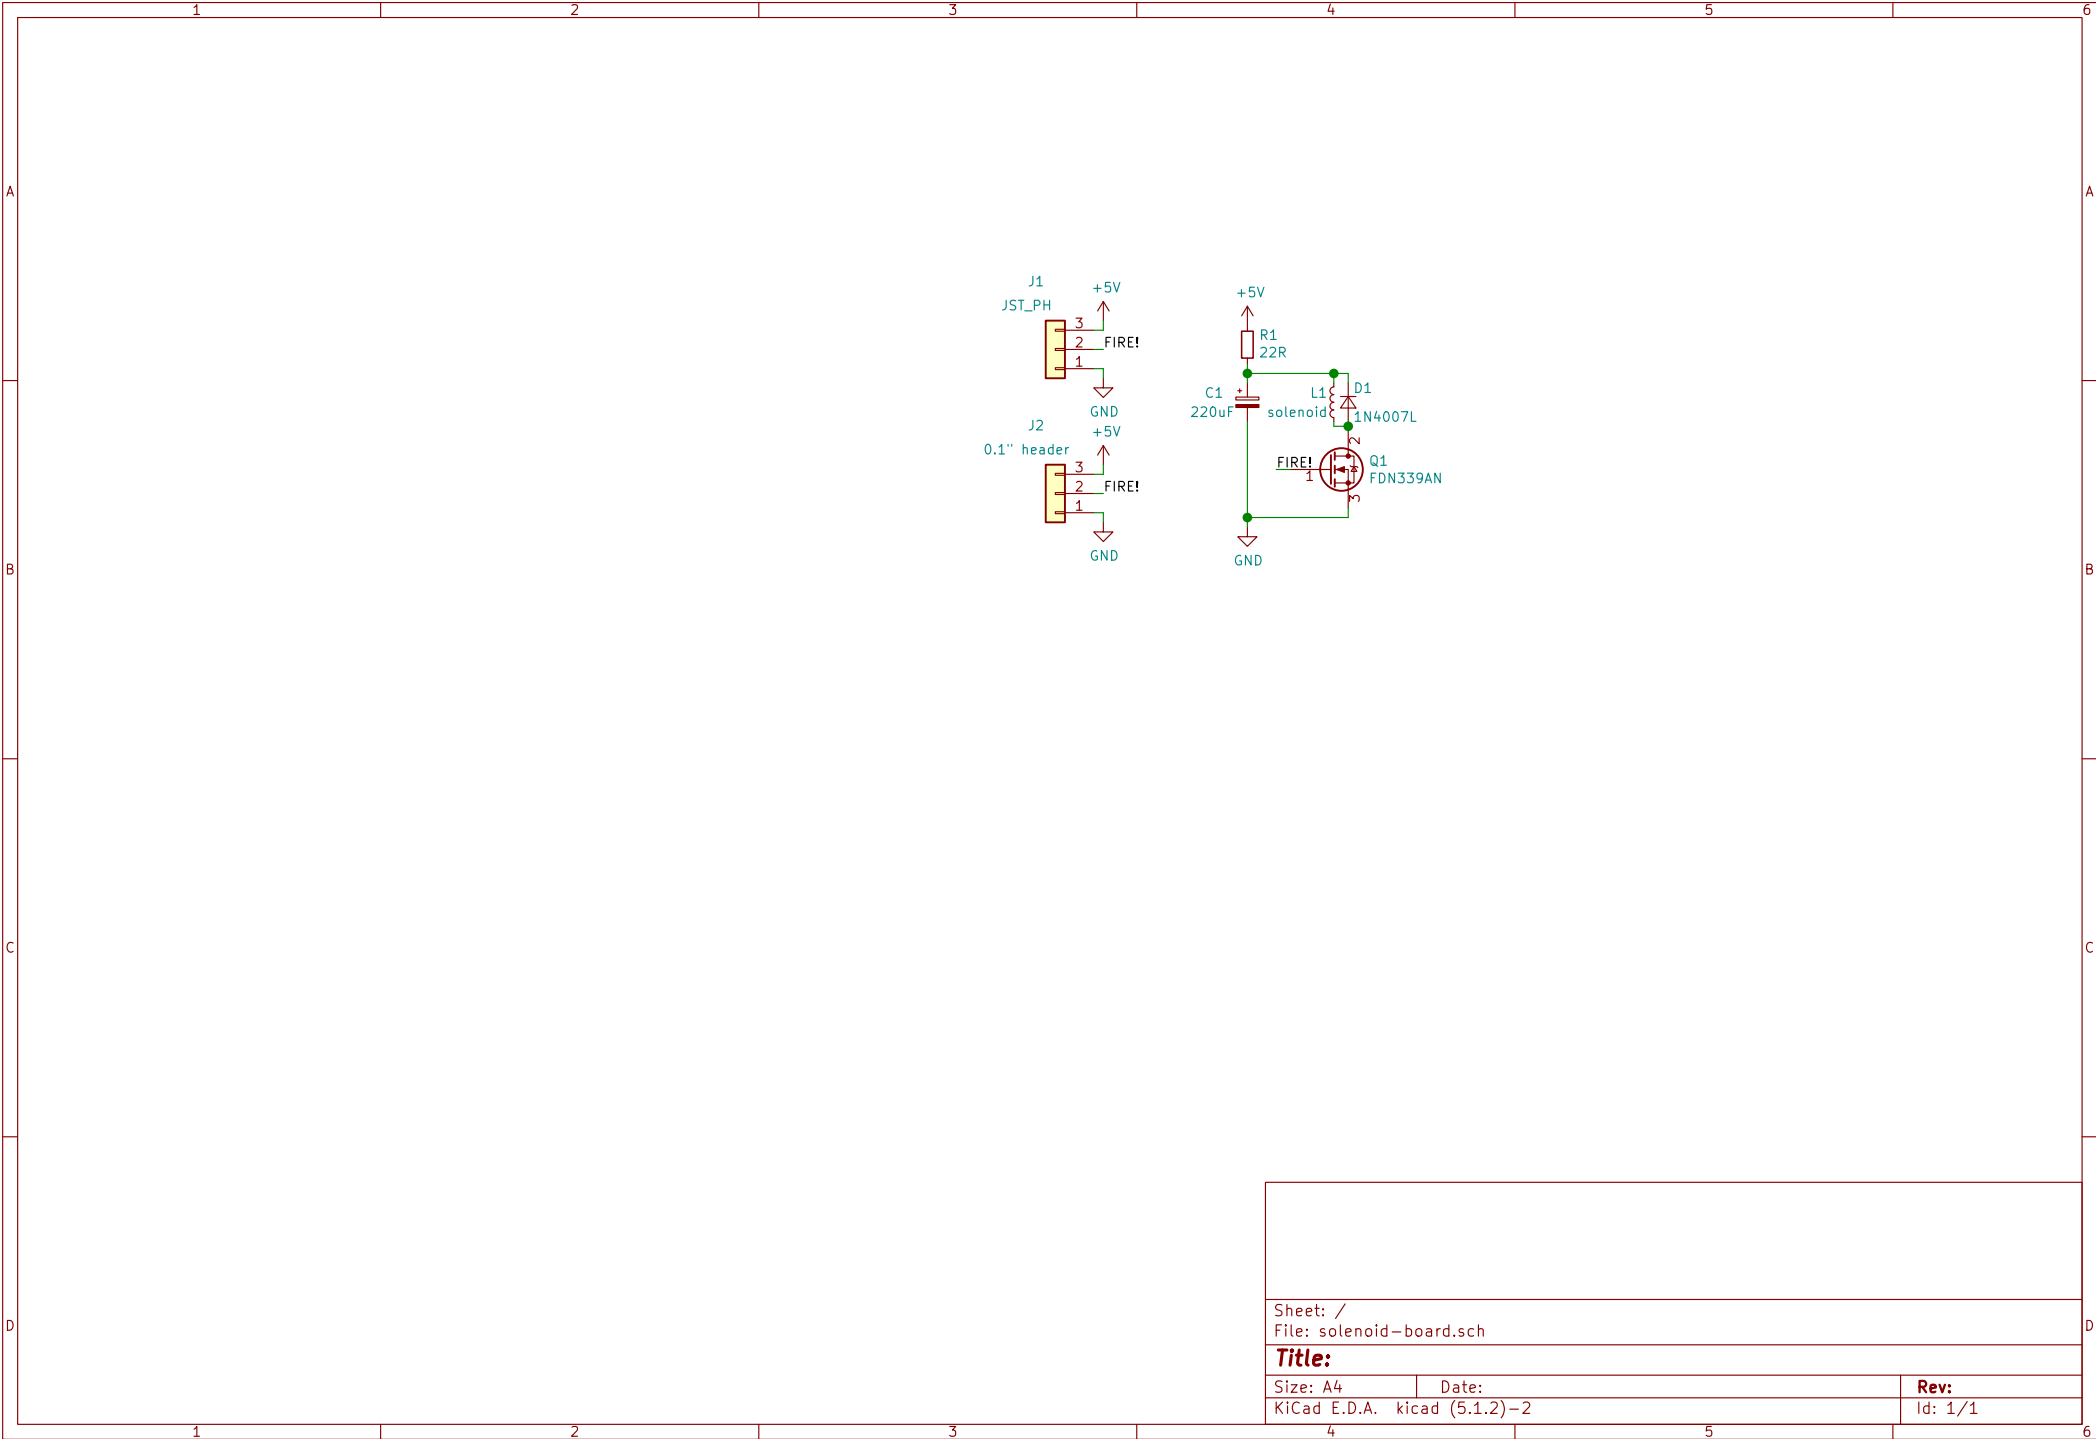 1 2 3 4 5 6
A A
J1
JST_PH
+5V
3
2 FIRE!
1
GND
J2
0.1" header
+5V
3
2 FIRE!
1
GND
+5V
R1
22R
C1
220uF
+
L1
solenoid
D1
1N4007L
2
FIRE!
1
Q1
FDN339AN
3
GND
B B
C C
D D
Sheet: /
File: solenoid-board.sch
Title:
Size: A4 Date: Rev:
KiCad E.D.A. kicad (5.1.2)-2 Id: 1/1
1 2 3 4 5 6